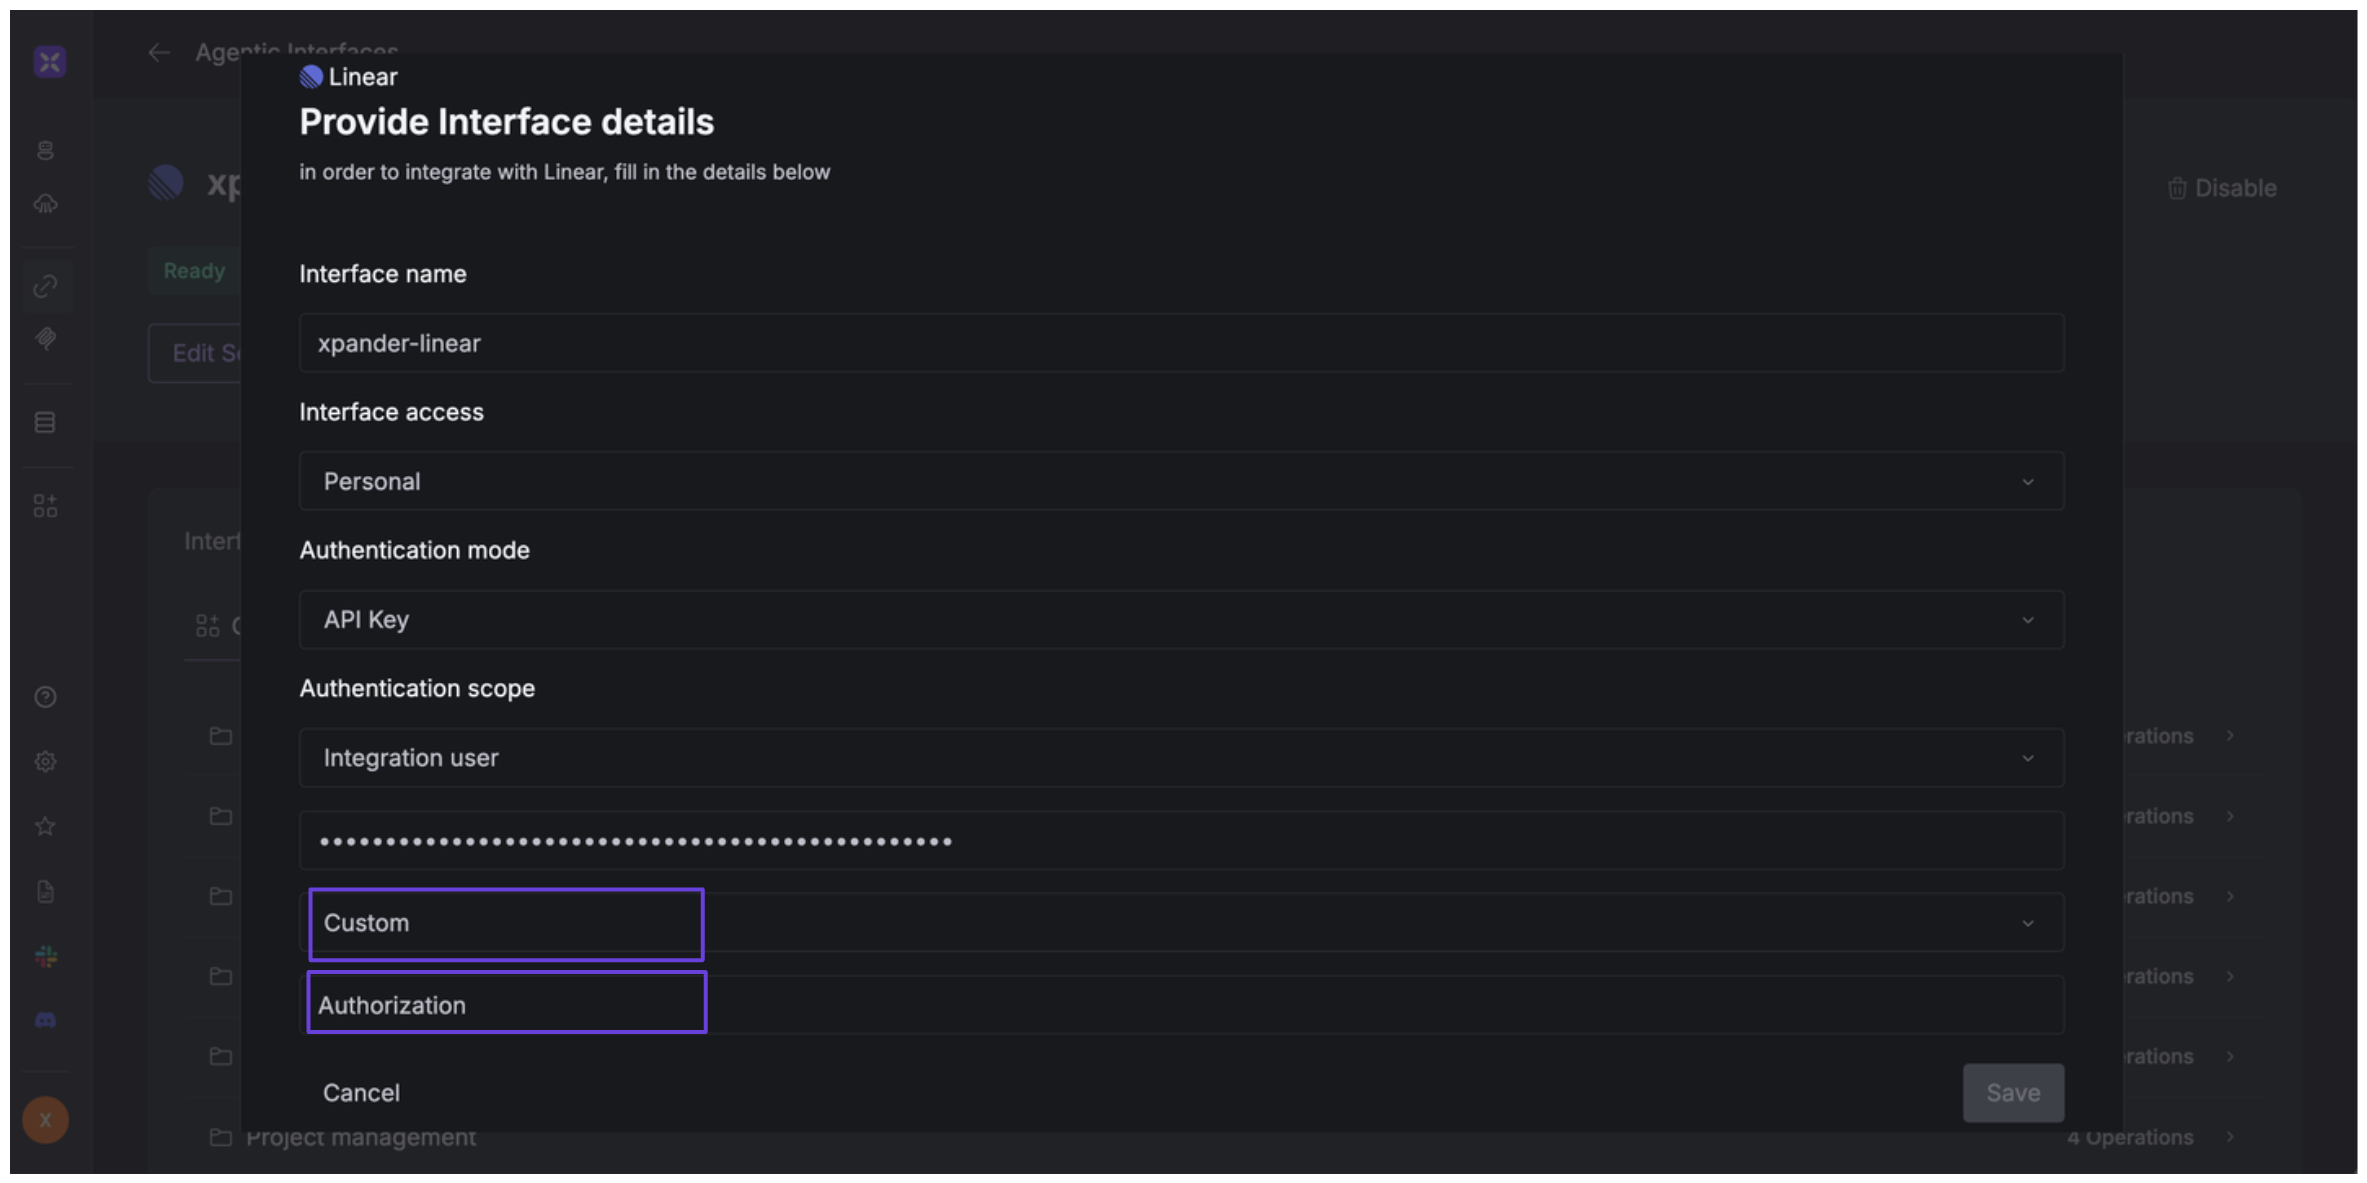 Agentic Interfaces
Linear
Provide Interface details
in order to integrate with Linear, fill in the details below
xp
Disable
Ready
Interface name
Edit Se
xpander-linear
Interface access
Personal
Interf
Authentication mode
API Key
Authentication scope
Integration user
rations
••••••••••••••••••••••••••••••••••••••••••••••••
rations
Custom
rations
Authorization
rations
rations
Cancel
Save
X
Project management
4 Operations